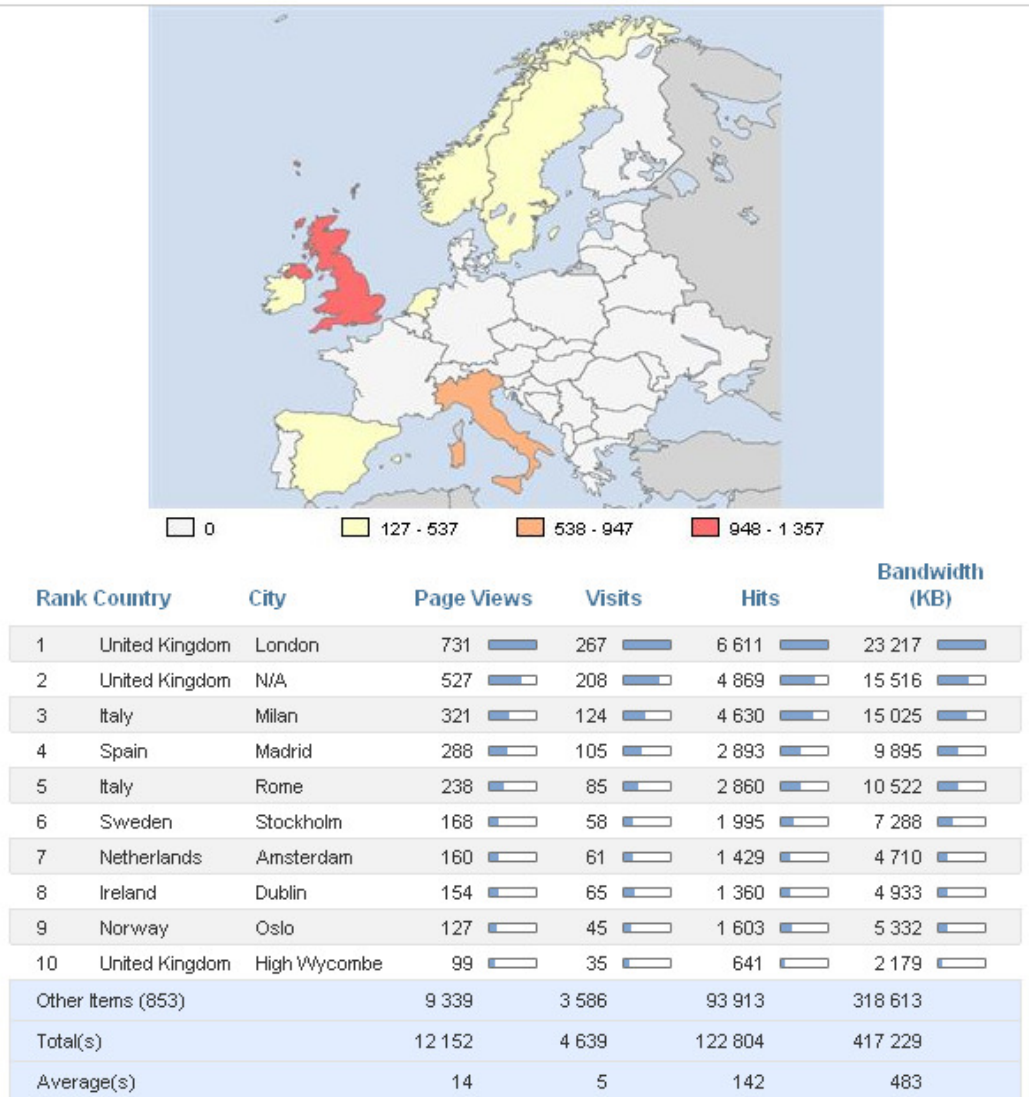 0 127 - 537 538 - 947 948 - 1 357
Bandwidth
Rank Country City Page Views Visits Hits (KB)
1 United Kingdom London 731 267 6 611 23 217
2 United Kingdom N/A 527 208 4 869 15 516
3 Italy Milan 321 124 4 630 15 025
4 Spain Madrid 288 105 2 893 9 895
5 Italy Rome 238 85 2 860 10 522
6 Sweden Stockholm 168 58 1 995 7 288
7 Netherlands Amsterdam 160 61 1 429 4 710
8 Ireland Dublin 154 65 1 360 4 933
9 Norway Oslo 127 45 1 603 5 332
10 United Kingdom High Wycombe 99 35 641 2 179
Other Items (853) 9 339 3 586 93 913 318 613
Total(s) 12 152 4 639 122 804 417 229
Average(s) 14 5 142 483